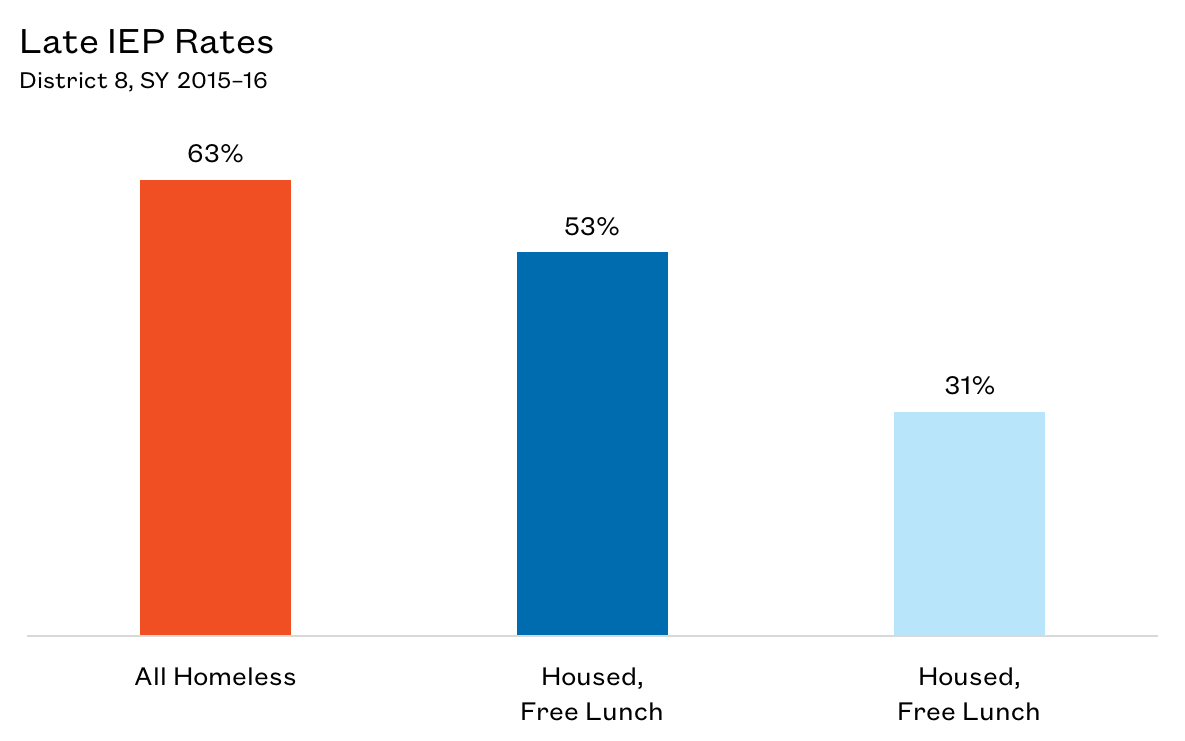 Late IEP Rates
District 8, SY 2015–16
63%
53%
31%
All Homeless
Housed,
Free Lunch
Housed,
Free Lunch